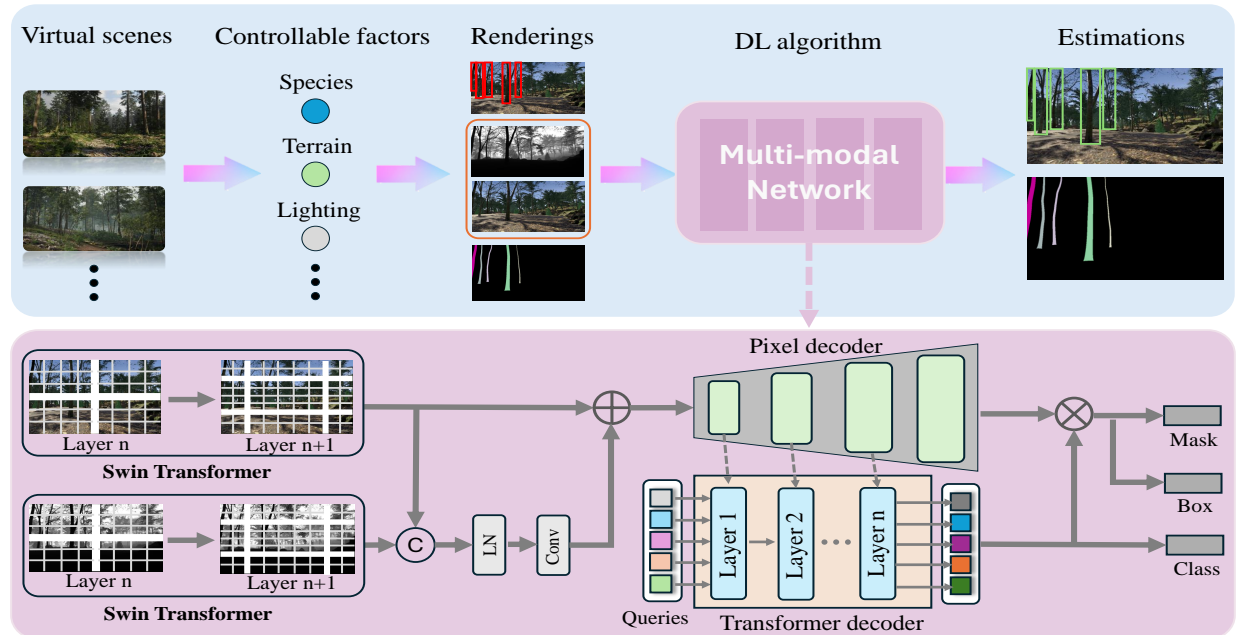 Virtual scenes
Controllable factors
Renderings
DL algorithm
Estimations
Species
Terrain
Lighting
Multi-modal
Network
Pixel decoder
Layer n
Layer n+1
Swin Transformer
Layer n
Layer n+1
Swin Transformer
C
LN
Conv
Queries
Layer 1
Layer 2
Layer n
Transformer decoder
Mask
Box
Class